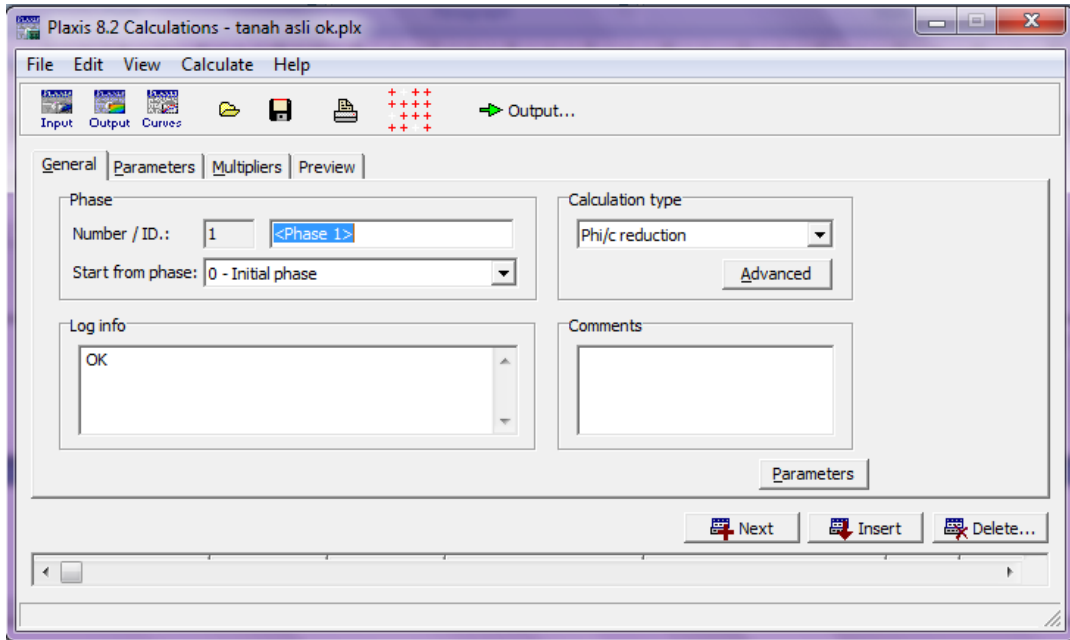 Plaxis 8.2 Calculations - tanah asli ok.plx
File Edit View Calculate Help
Input Output Curves Output...
General Parameters Multipliers Preview
Phase
Number / ID.: 1 <Phase 1>
Start from phase: 0 - Initial phase
Calculation type
Phi/c reduction
Advanced
Log info
OK
Comments
Parameters
Next Insert Delete...